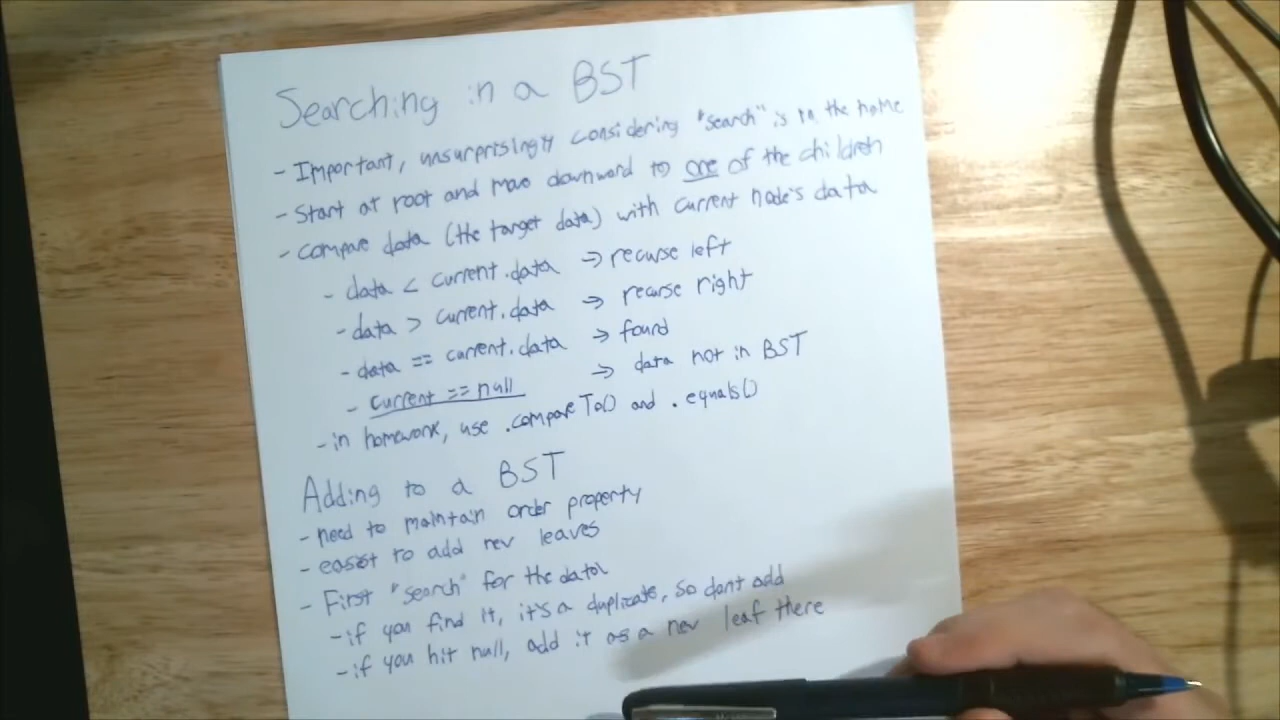 Searching in a BST
- Important, unsurprisingly considering "search" is in the name
- Start at root and move downward to one of the children
- compare data (the target data) with current node's data
- data < current.data → recurse left
- data > current.data → recurse right
- data == current.data → found
- current == null → data not in BST
- in homework, use .compareTo() and .equals()
Adding to a BST
- need to maintain order property
- easist to add new leaves
- First "search" for the data
- if you find it, it's a duplicate, so dont add
- if you hit null, add it as a new leaf there